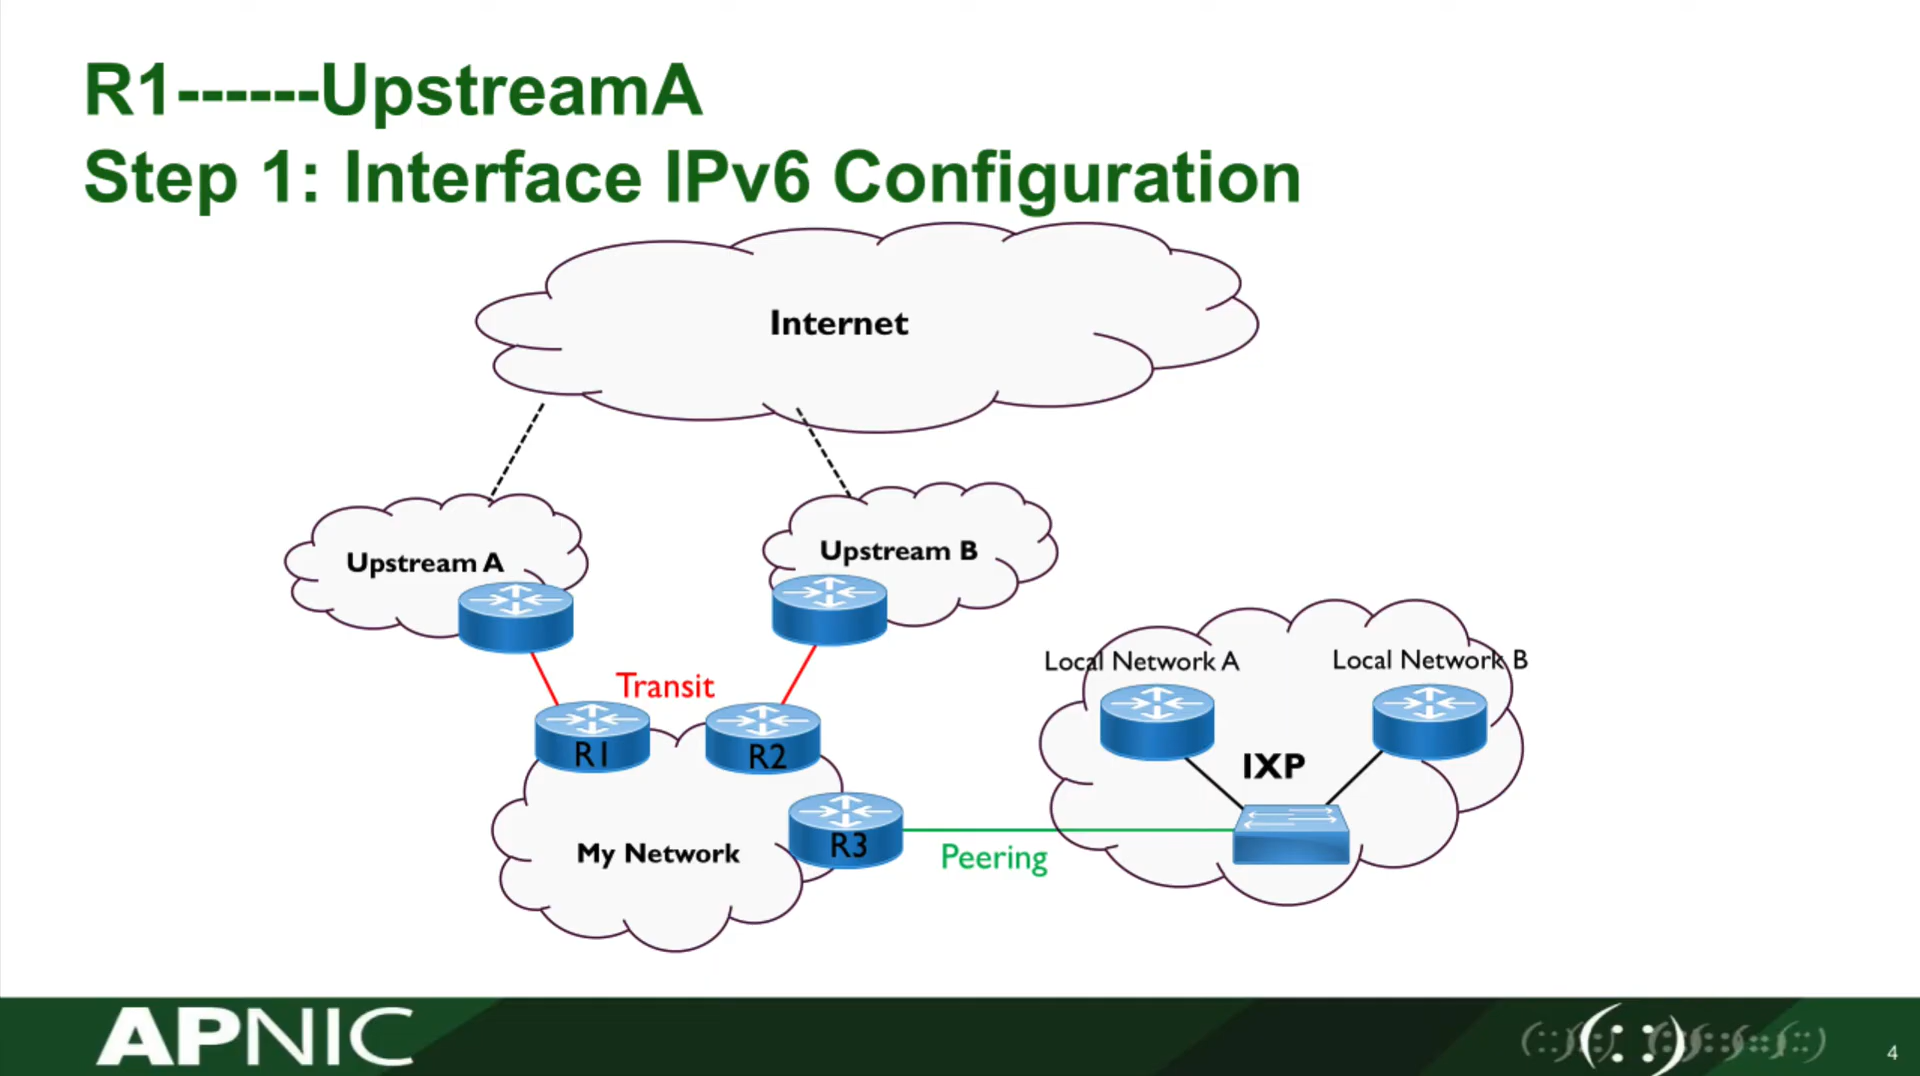 R1------UpstreamA
Step 1: Interface IPv6 Configuration
Internet
Upstream A
Upstream B
Transit
R1
R2
R3
My Network
Peering
Local Network A
Local Network B
IXP
APNIC
4